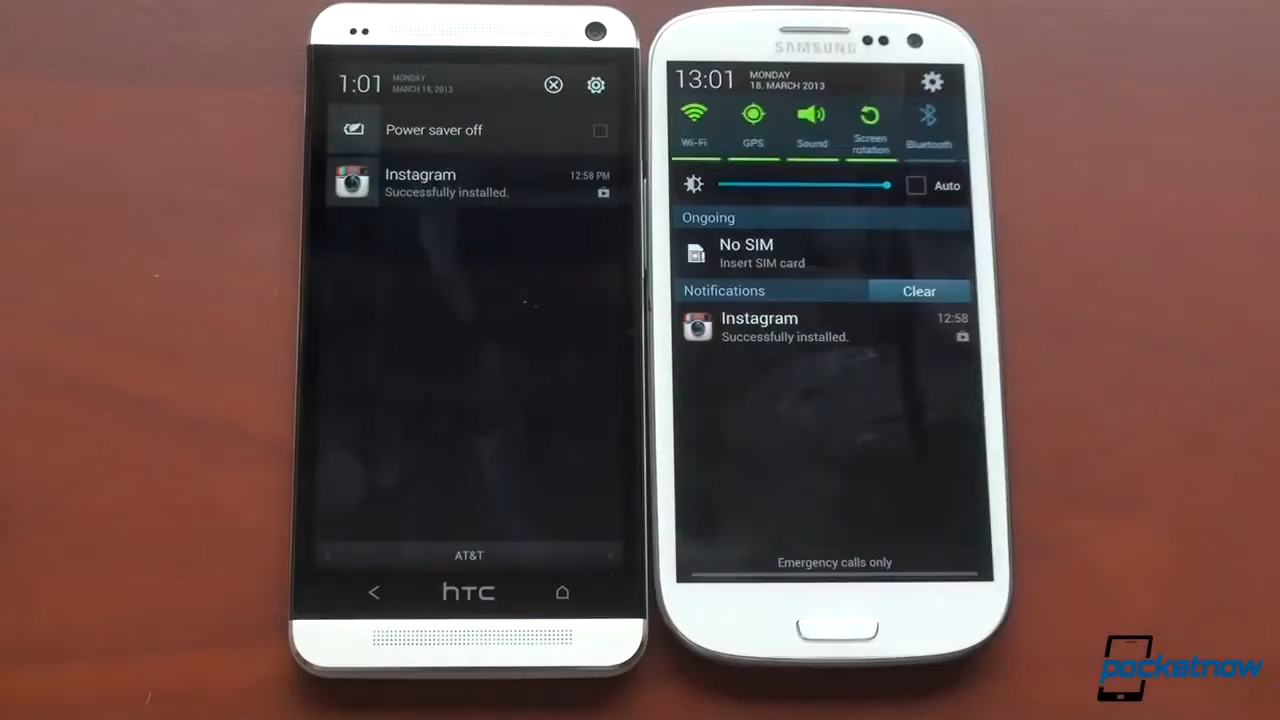 1:01
MONDAY
MARCH 18, 2013
Power saver off
Instagram
12:58 PM
Successfully installed.
AT&T
hTC
SAMSUNG
13:01
MONDAY
18. MARCH 2013
Wi-Fi
GPS
Sound
Screen
rotation
Bluetooth
Auto
Ongoing
No SIM
Insert SIM card
Notifications
Clear
Instagram
12:58
Successfully installed.
Emergency calls only
pocketnow